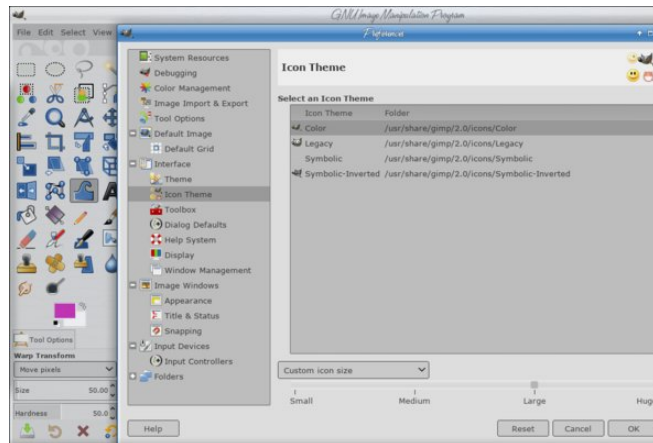 GNU Image Manipulation Program
File Edit Select View
Preferences
System Resources
Debugging
Color Management
Image Import & Export
Tool Options
Default Image
Default Grid
Interface
Theme
Icon Theme
Toolbox
Dialog Defaults
Help System
Display
Window Management
Image Windows
Appearance
Title & Status
Snapping
Input Devices
Input Controllers
Folders
Icon Theme
Select an Icon Theme
Icon Theme Folder
Color /usr/share/gimp/2.0/icons/Color
Legacy /usr/share/gimp/2.0/icons/Legacy
Symbolic /usr/share/gimp/2.0/icons/Symbolic
Symbolic-Inverted /usr/share/gimp/2.0/icons/Symbolic-Inverted
Custom icon size
Small Medium Large Hug
Help Reset Cancel OK
Tool Options
Warp Transform
Move pixels
Size 50.00
Hardness 50.0